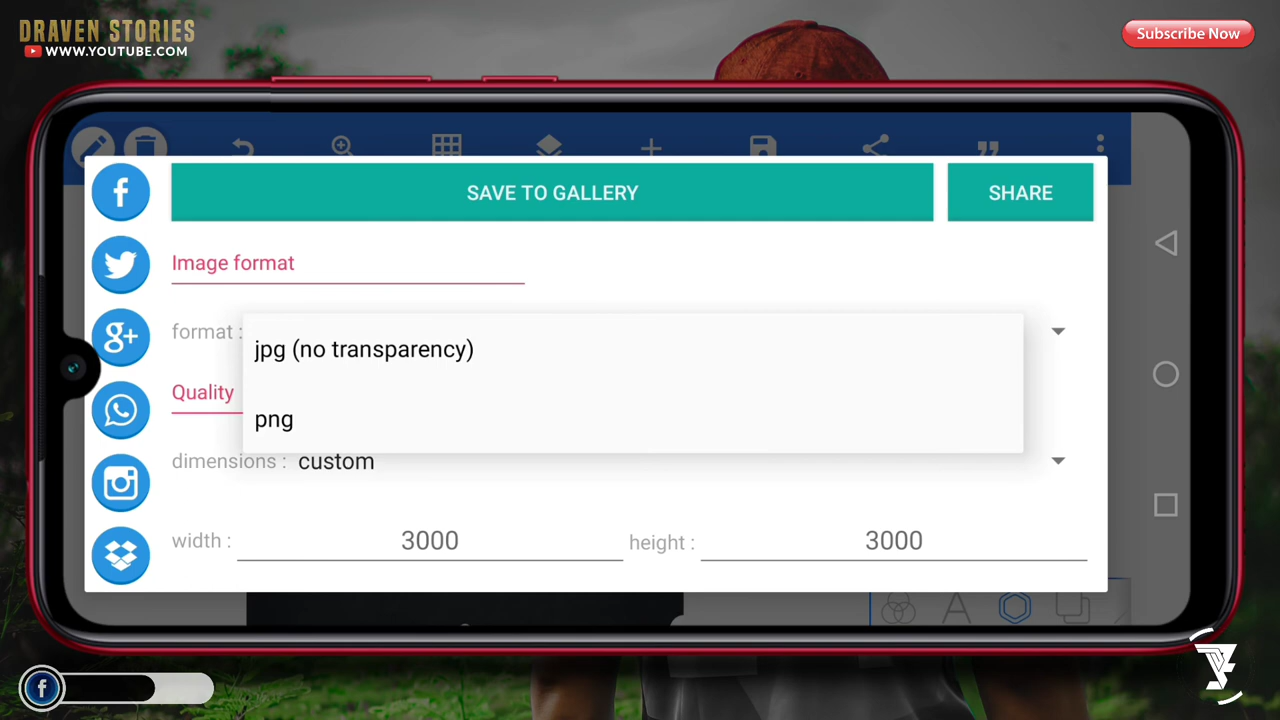 DRAVEN STORIES
WWW.YOUTUBE.COM
Subscribe Now
SAVE TO GALLERY
SHARE
Image format
format :
jpg (no transparency)
Quality
png
dimensions : custom
width : 3000 height : 3000